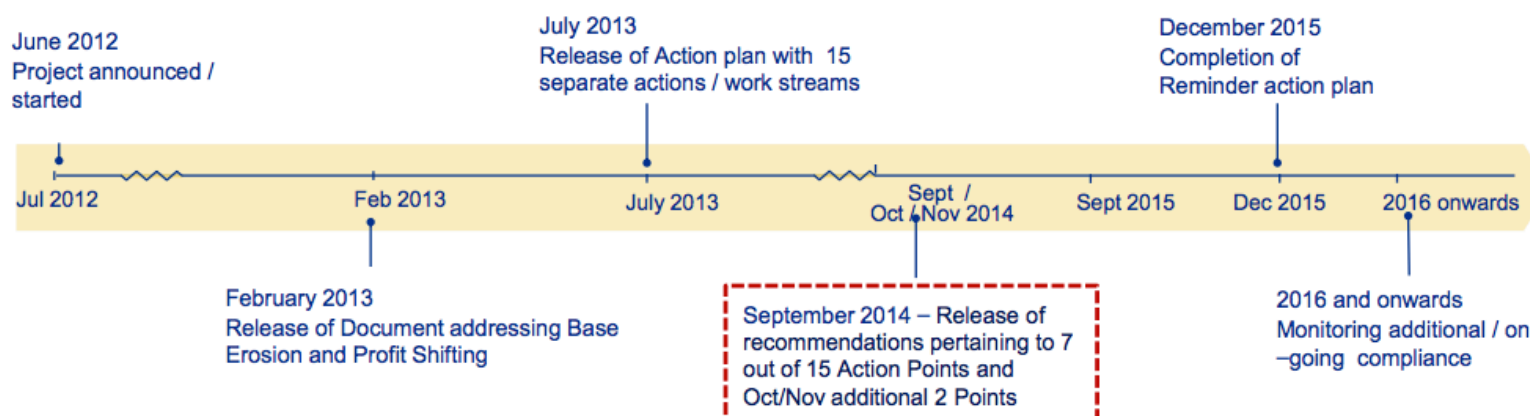 June 2012
Project announced /
started
July 2013
Release of Action plan with  15
separate actions / work streams
December 2015
Completion of
Reminder action plan
Jul 2012
Feb 2013
July 2013
Sept  /
Oct / Nov 2014
Sept 2015
Dec 2015
2016 onwards
February 2013
Release of Document addressing Base
Erosion and Profit Shifting
September 2014 – Release of
recommendations pertaining to 7
out of 15 Action Points and
Oct/Nov additional 2 Points
2016 and onwards
Monitoring additional / on
–going  compliance